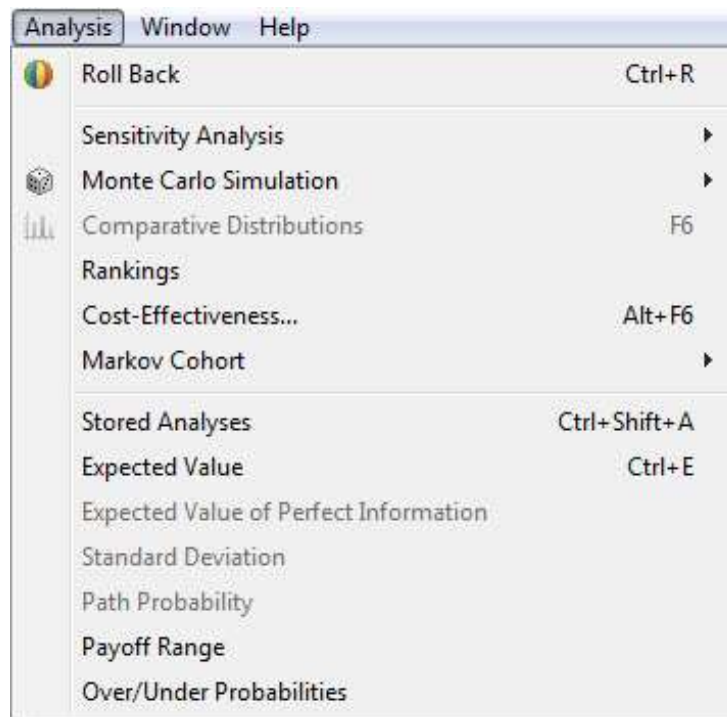 Analysis Window Help
Roll Back Ctrl+R
Sensitivity Analysis
Monte Carlo Simulation
Comparative Distributions F6
Rankings
Cost-Effectiveness... Alt+F6
Markov Cohort
Stored Analyses Ctrl+Shift+A
Expected Value Ctrl+E
Expected Value of Perfect Information
Standard Deviation
Path Probability
Payoff Range
Over/Under Probabilities